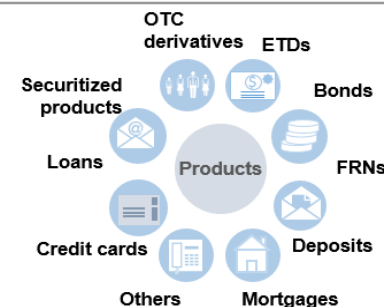 OTC
derivatives
ETDs
Securitized
products
Bonds
Loans
Products
FRNs
Credit cards
Deposits
Others
Mortgages